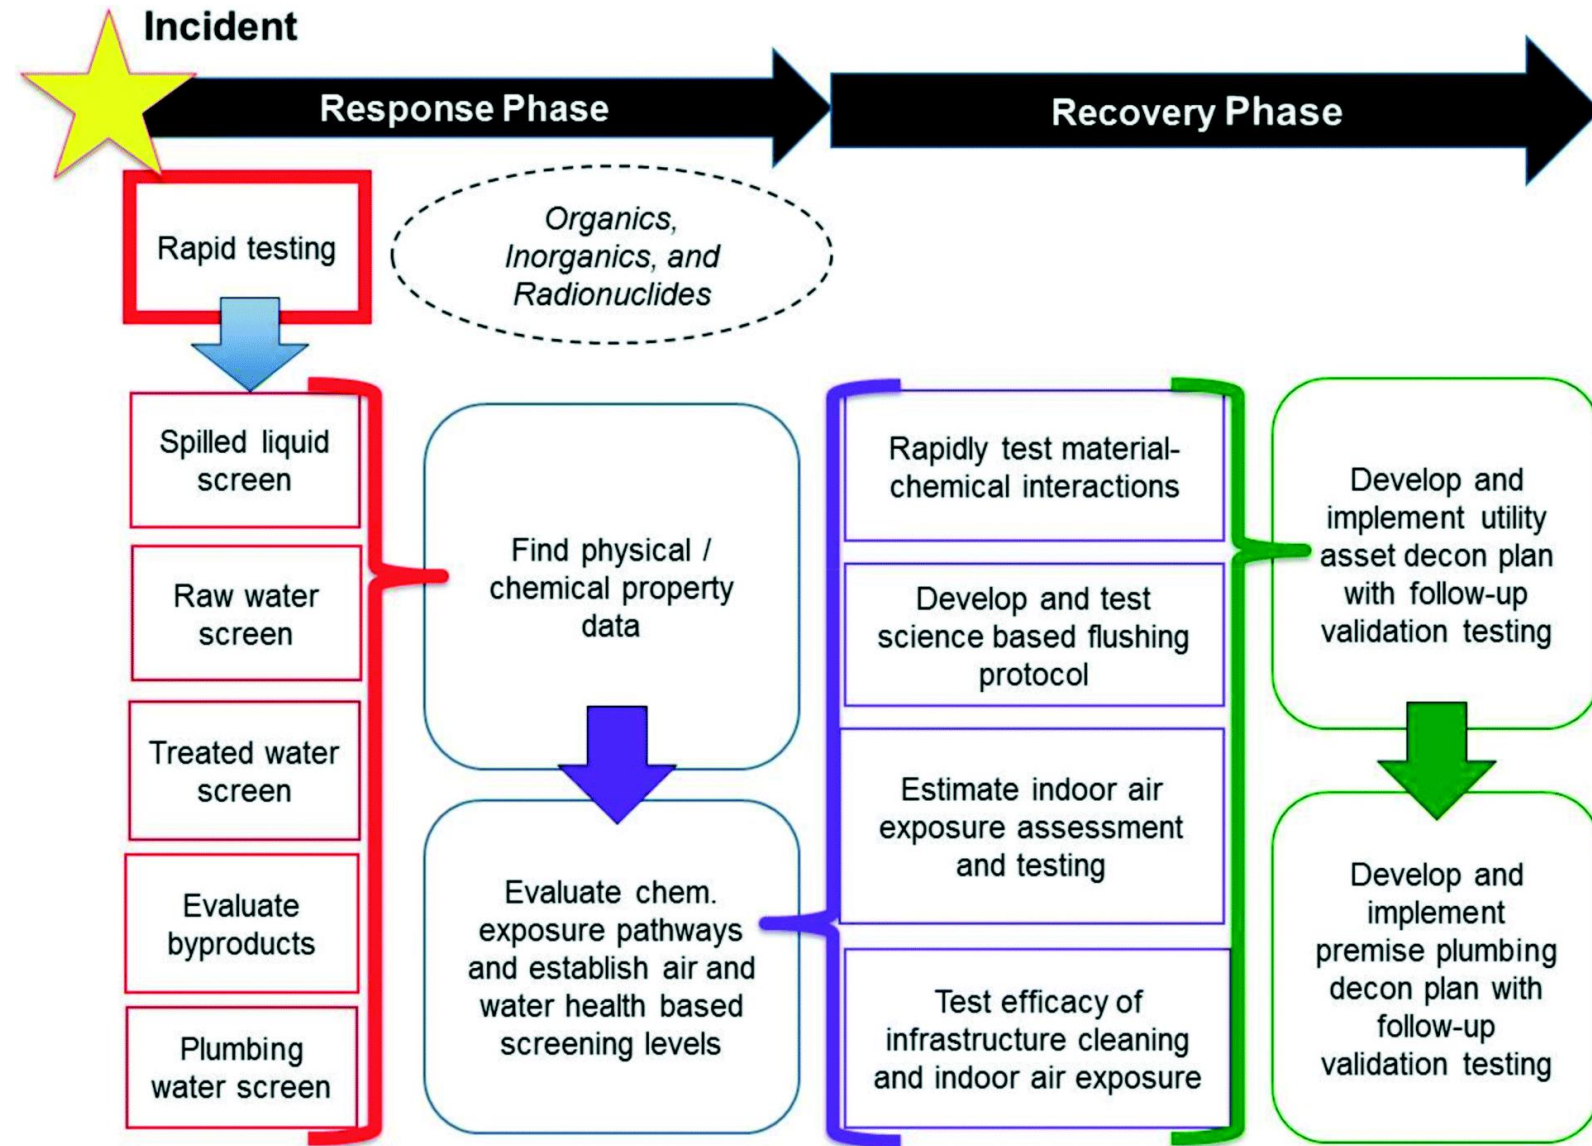 Incident
Response Phase
Recovery Phase
Rapid testing
Organics,
Inorganics, and
Radionuclides
Spilled liquid
screen
Raw water
screen
Treated water
screen
Evaluate
byproducts
Plumbing
water screen
Find physical /
chemical property
data
Evaluate chem.
exposure pathways
and establish air and
water health based
screening levels
Rapidly test material-
chemical interactions
Develop and test
science based flushing
protocol
Estimate indoor air
exposure assessment
and testing
Test efficacy of
infrastructure cleaning
and indoor air exposure
Develop and
implement utility
asset decon plan
with follow-up
validation testing
Develop and
implement
premise plumbing
decon plan with
follow-up
validation testing